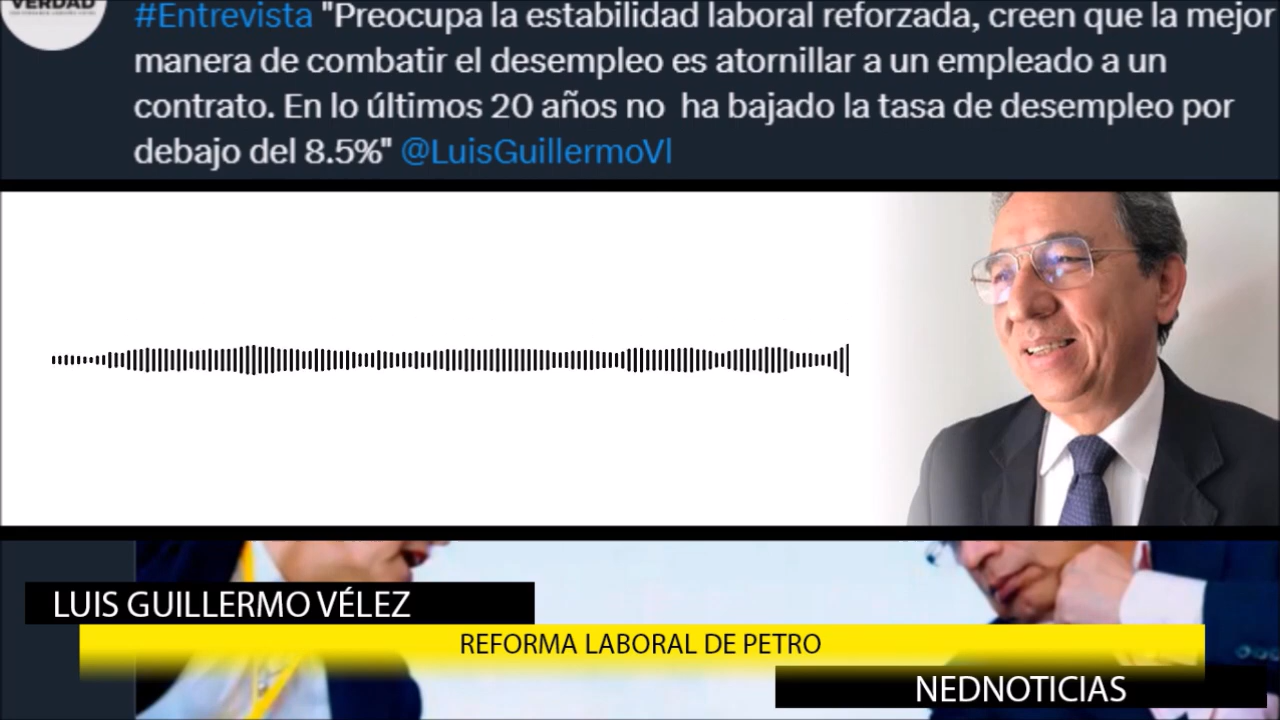 VERDAD
#Entrevista "Preocupa la estabilidad laboral reforzada, creen que la mejor
manera de combatir el desempleo es atornillar a un empleado a un
contrato. En lo últimos 20 años no  ha bajado la tasa de desempleo por
debajo del 8.5%" @LuisGuillermoVl
LUIS GUILLERMO VÉLEZ
REFORMA LABORAL DE PETRO
NEDNOTICIAS